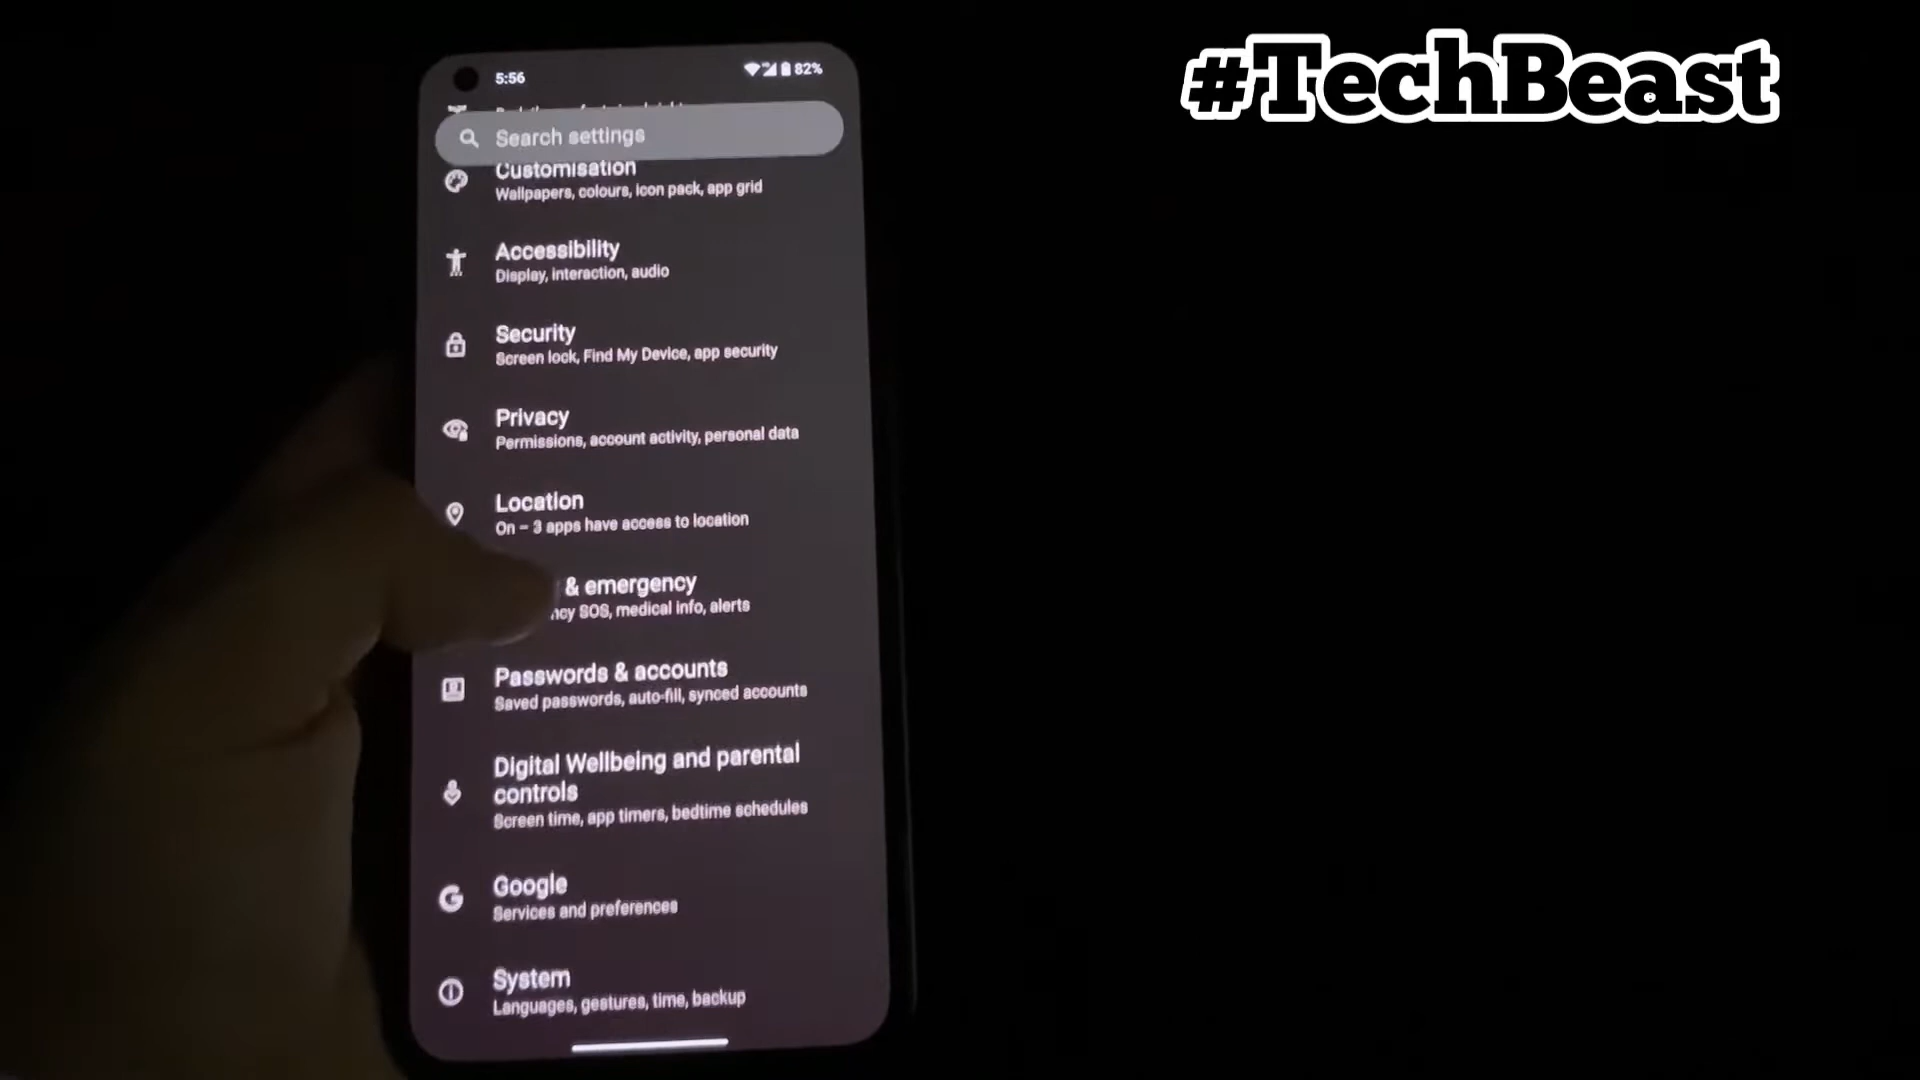 #TechBeast
5:56
82%
Search settings
Customisation
Wallpapers, colours, icon pack, app grid
Accessibility
Display, interaction, audio
Security
Screen lock, Find My Device, app security
Privacy
Permissions, account activity, personal data
Location
On – 3 apps have access to location
& emergency
SOS, medical info, alerts
Passwords & accounts
Saved passwords, auto-fill, synced accounts
Digital Wellbeing and parental
controls
Screen time, app timers, bedtime schedules
Google
Services and preferences
System
Languages, gestures, time, backup